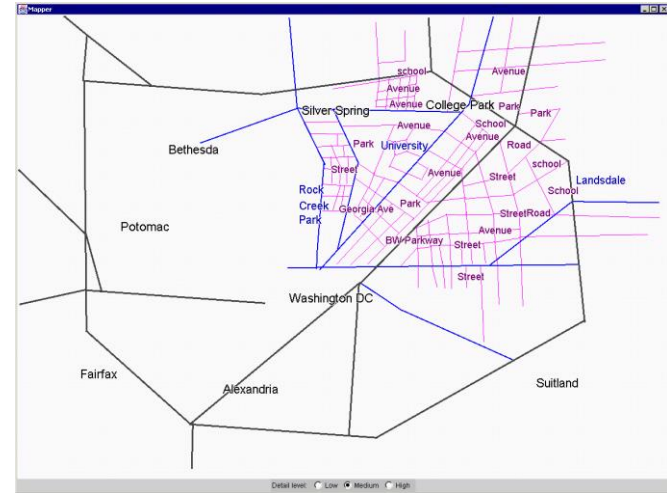 Mapper
school
Avenue
Avenue
Avenue
Silver Spring
College Park
Park
Park
Avenue
School
Avenue
Road
Bethesda
Park
University
school
Street
Avenue
Street
Landsdale
School
Rock
Creek
Park
Georgia Ave
Park
StreetRoad
Potomac
Avenue
BW-Parkway
Street
Street
Washington DC
Fairfax
Alexandria
Suitland
Detail level: Low Medium High